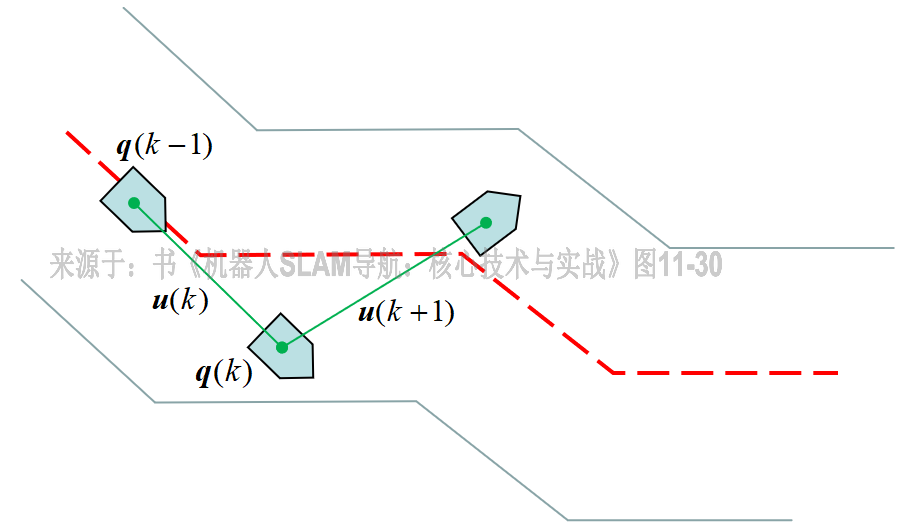 q(k−1)
来源于：书《机器人SLAM导航：核心技术与实战》图11-30
u(k)
u(k+1)
q(k)